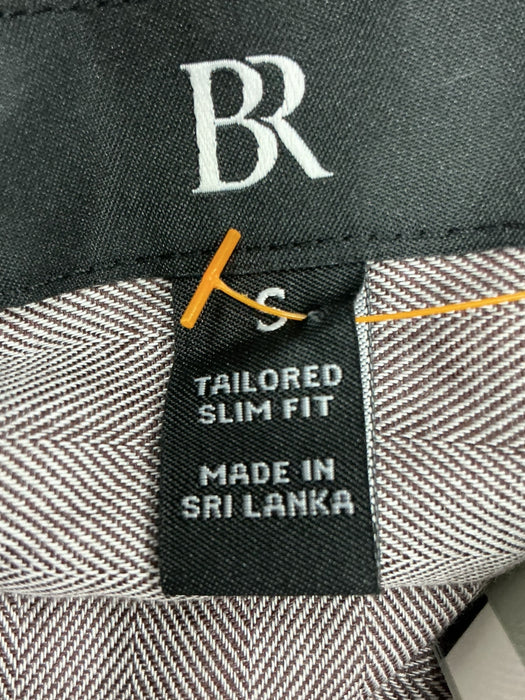 BR
S
TAILORED
SLIM FIT
MADE IN
SRI LANKA